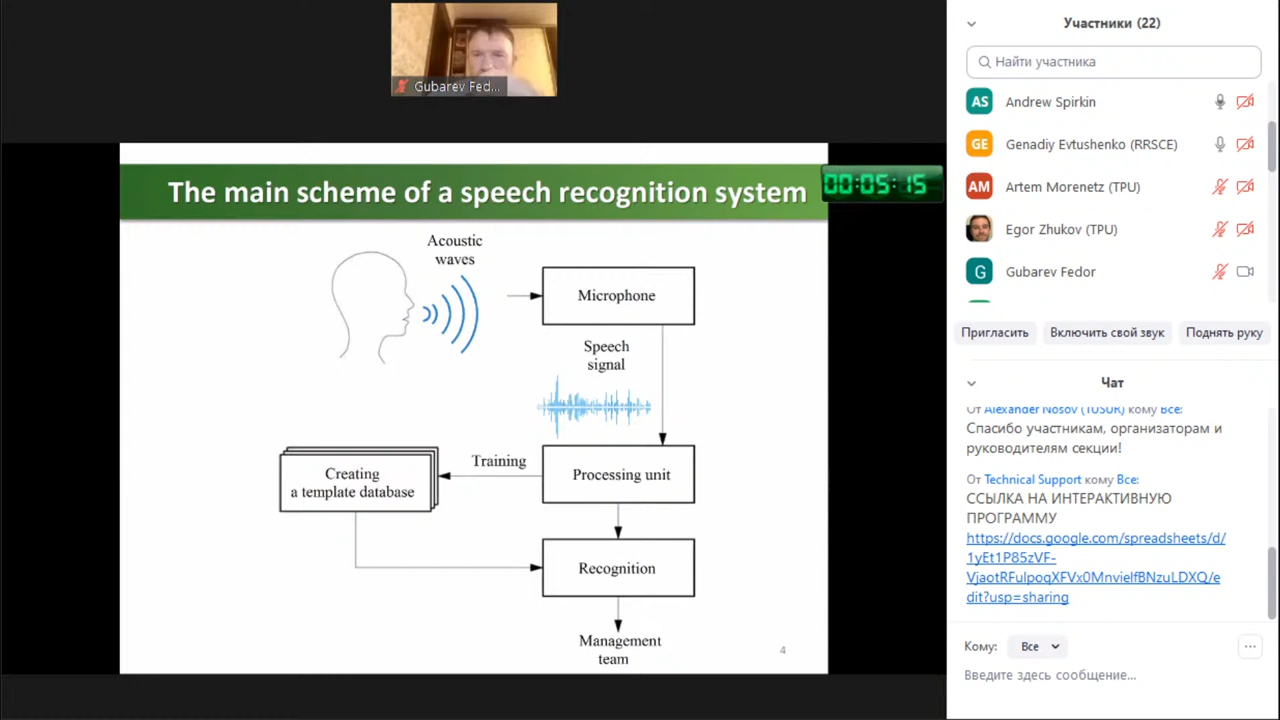 Gubarev Fed...
The main scheme of a speech recognition system
00:05:15
Acoustic
waves
Microphone
Speech
signal
Creating
a template database
Training
Processing unit
Recognition
Management
team
4
Участники (22)
Найти участника
AS Andrew Spirkin
GE Genadiy Evtushenko (RRSCE)
AM Artem Morenetz (TPU)
Egor Zhukov (TPU)
G Gubarev Fedor
Пригласить Включить свой звук Поднять руку
Чат
От Alexander Nosov (TUSUR) кому Все:
Спасибо участникам, организаторам и
руководителям секции!
От Technical Support кому Все:
ССЫЛКА НА ИНТЕРАКТИВНУЮ
ПРОГРАММУ
https://docs.google.com/spreadsheets/d/
1yEt1P85zVF-
VjaotRFulpoqXFVx0MnvielfBNzuLDXQ/e
dit?usp=sharing
Кому: Все
Введите здесь сообщение...